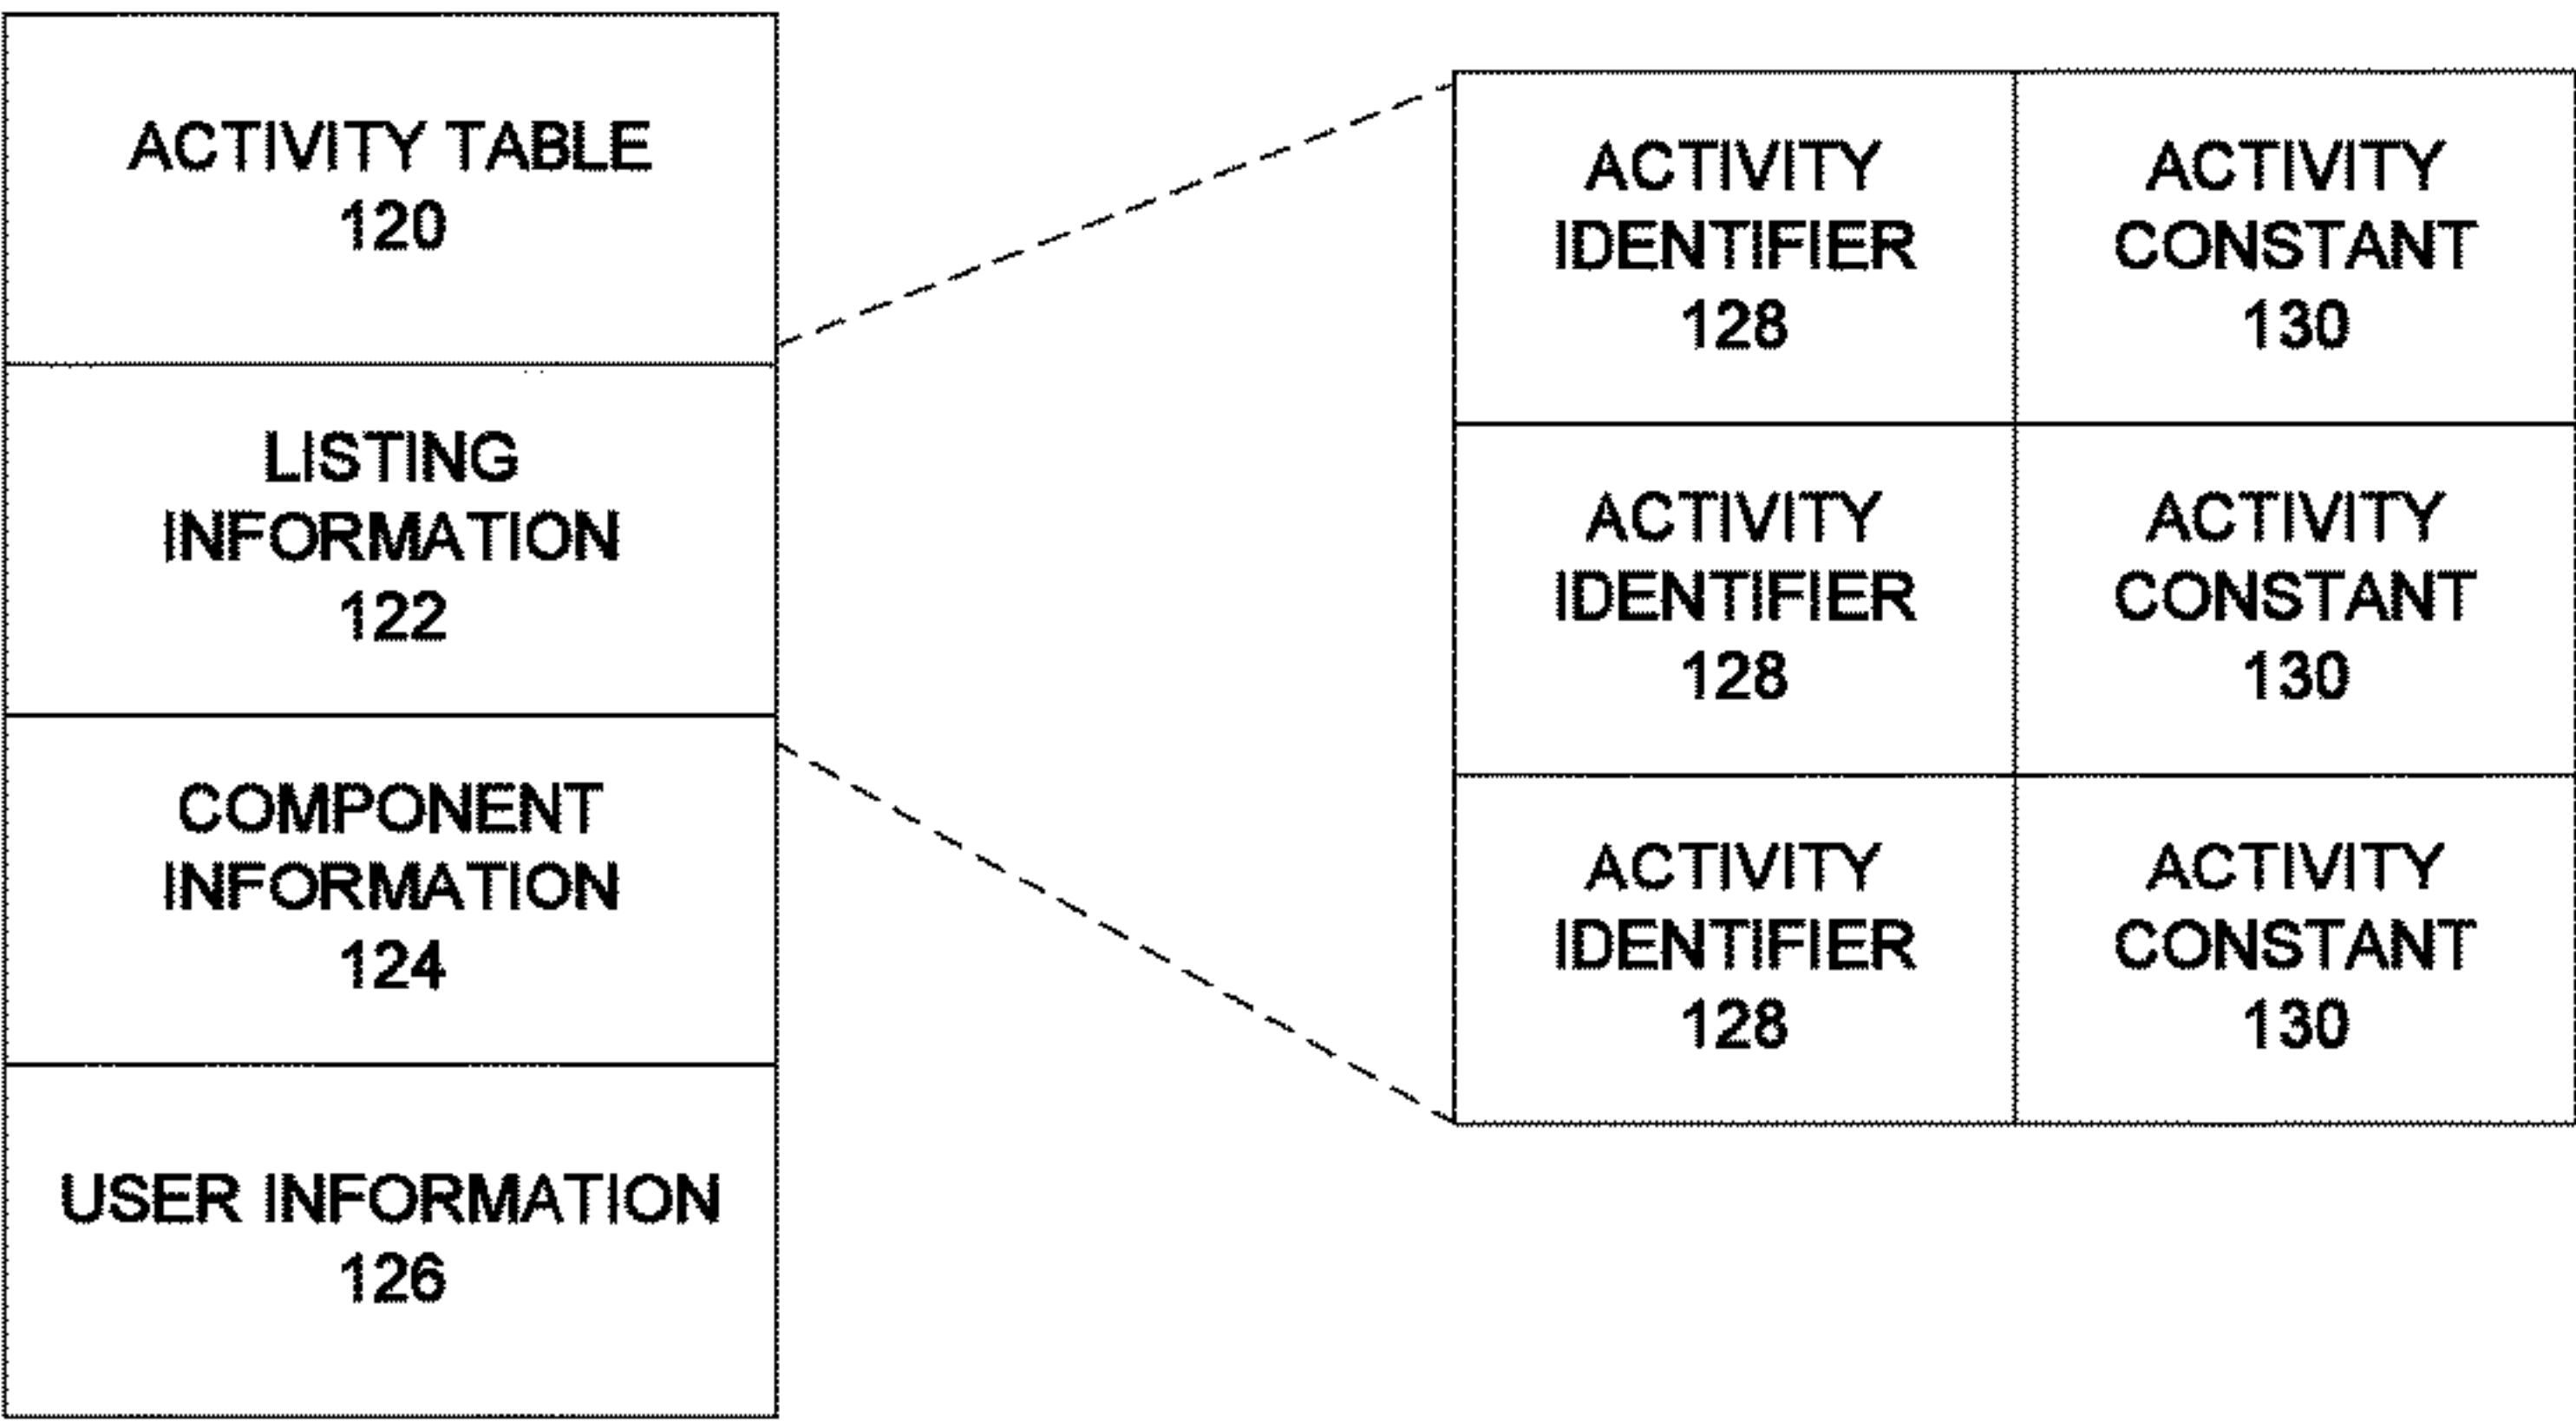 ACTIVITY TABLE
120
LISTING
INFORMATION
122
COMPONENT
INFORMATION
124
USER INFORMATION
126
ACTIVITY
IDENTIFIER
128
ACTIVITY
CONSTANT
130
ACTIVITY
IDENTIFIER
128
ACTIVITY
CONSTANT
130
ACTIVITY
IDENTIFIER
128
ACTIVITY
CONSTANT
130